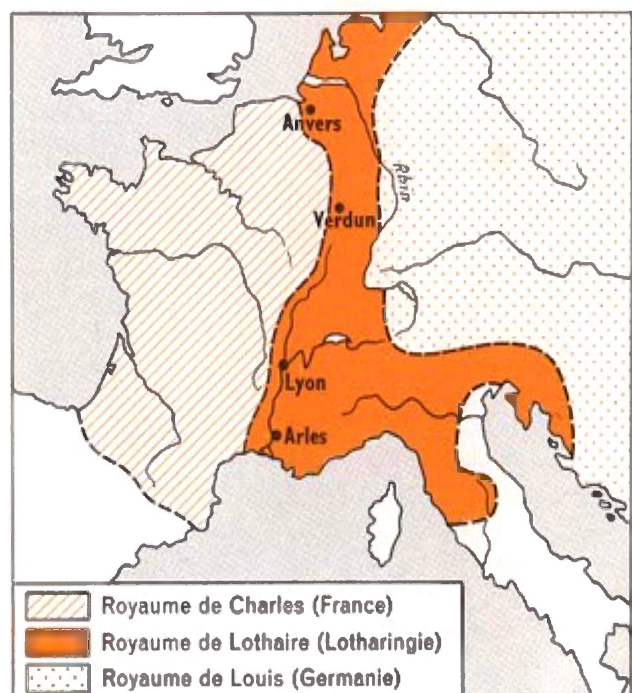 Anvers
Rhin
Verdun
Lyon
Arles
Royaume de Charles (France)
Royaume de Lothaire (Lotharingie)
Royaume de Louis (Germanie)